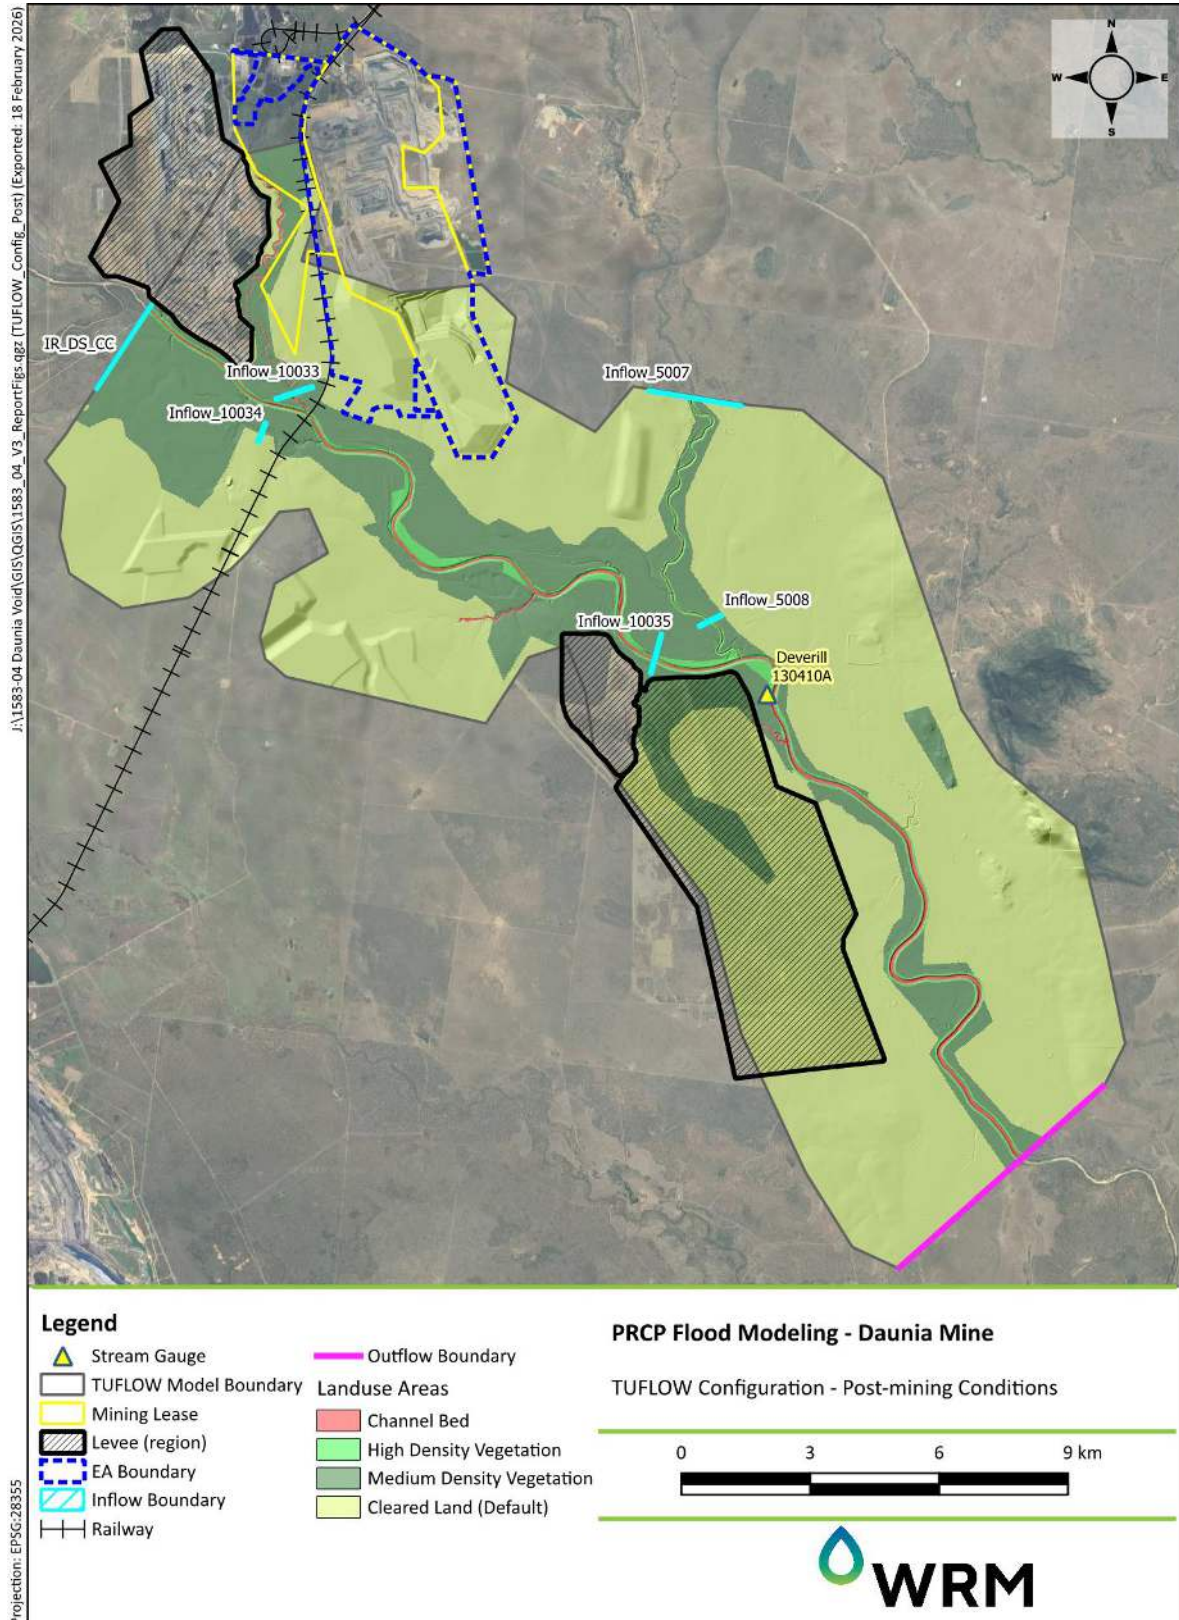 J:\1583-04 Daunia Void\GIS\QGIS\1583_04_V3_ReportFigs.qgz (TUFLOW_Config_Post) (Exported: 18 February 2026)
N
W
E
S
IR_DS_CC
Inflow_10033
Inflow_10034
Inflow_5007
Inflow_5008
Inflow_10035
Deverill
130410A
Legend
Stream Gauge
TUFLOW Model Boundary
Mining Lease
Levee (region)
EA Boundary
Inflow Boundary
Railway
Outflow Boundary
Landuse Areas
Channel Bed
High Density Vegetation
Medium Density Vegetation
Cleared Land (Default)
PRCP Flood Modeling - Daunia Mine
TUFLOW Configuration - Post-mining Conditions
0 3 6 9 km
WRM
Projection: EPSG:28355